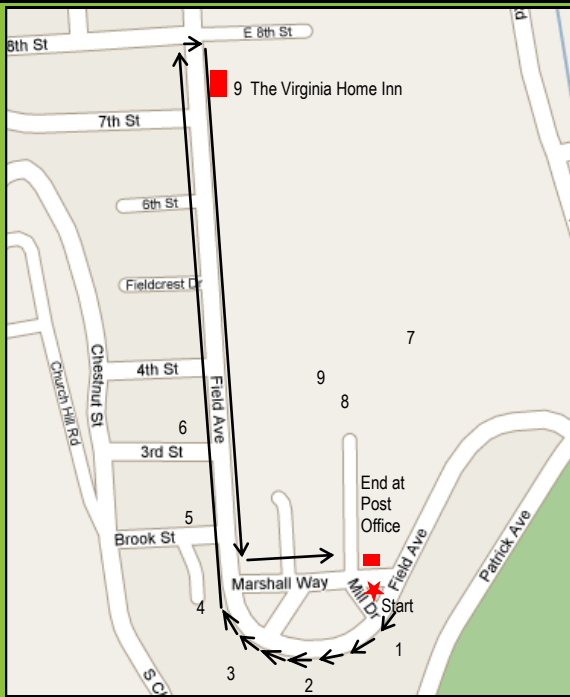 8th St
E 8th St
Rd
9 The Virginia Home Inn
7th St
6th St
Fieldcrest Dr
7
4th St
9
8
Chestnut St
Church Hill Rd
Field Ave
6
3rd St
End at
Post
Office
5
Brook St
Field Ave
Patrick Ave
Marshall Way
Mill Dr
Start
4
1
3
2
S C